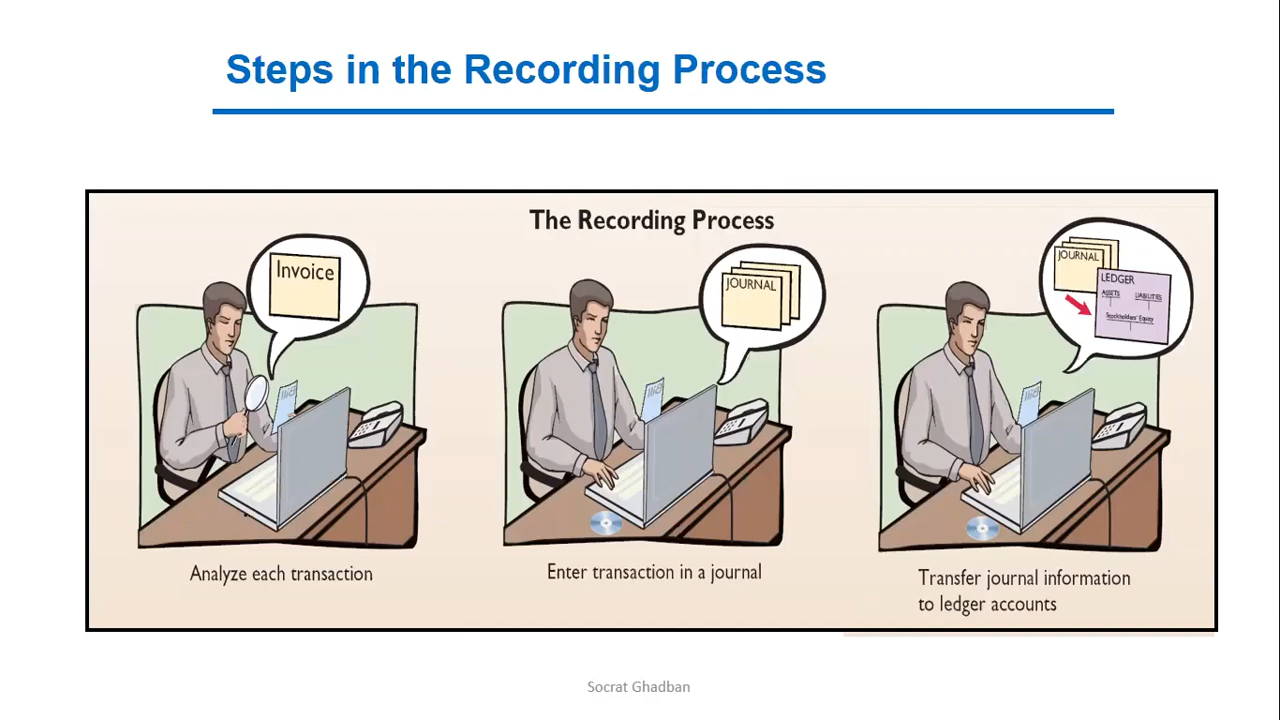 Steps in the Recording Process
The Recording Process
Invoice
JOURNAL
JOURNAL
LEDGER
ASSETS LIABILITIES
Stockholders' Equity
Analyze each transaction
Enter transaction in a journal
Transfer journal information
to ledger accounts
Socrat Ghadban